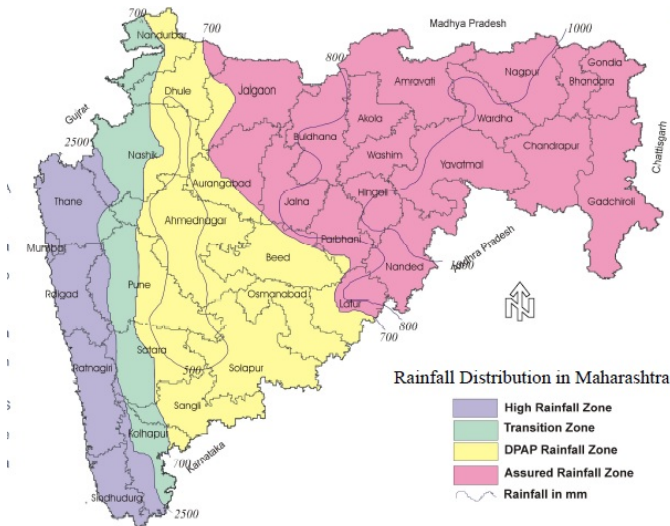 Madhya Pradesh
700
Nandurbar
700
1000
800
Nagpur
Gondia
Bhandara
Amravati
Dhule
Jalgaon
Gujrat
Akola
Wardha
Buldhana
Chattisgarh
2500
Nashik
Washim
Chandrapur
Yavatmal
Aurangabad
Hingoli
Thane
Jalna
Gadchiroli
Ahmednagar
Parbhani
Mumbai
Beed
Nanded
Pradesh
Raigad
Pune
Osmanabad
Latur
800
700
Satara
500
Solapur
Ratnagiri
Sangli
Kolhapur
Karnataka
700
Sindhudurg
2500
N
Rainfall Distribution in Maharashtra
High Rainfall Zone
Transition Zone
DPAP Rainfall Zone
Assured Rainfall Zone
Rainfall in mm